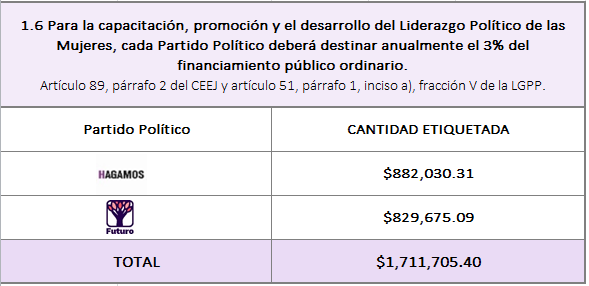 1.6 Para la capacitación, promoción y el desarrollo del Liderazgo Político de las
Mujeres, cada Partido Político deberá destinar anualmente el 3% del
financiamiento público ordinario.
Artículo 89, párrafo 2 del CEEJ y artículo 51, párrafo 1, inciso a), fracción V de la LGPP.
Partido Político CANTIDAD ETIQUETADA
HAGAMOS $882,030.31
Futuro $829,675.09
TOTAL $1,711,705.40